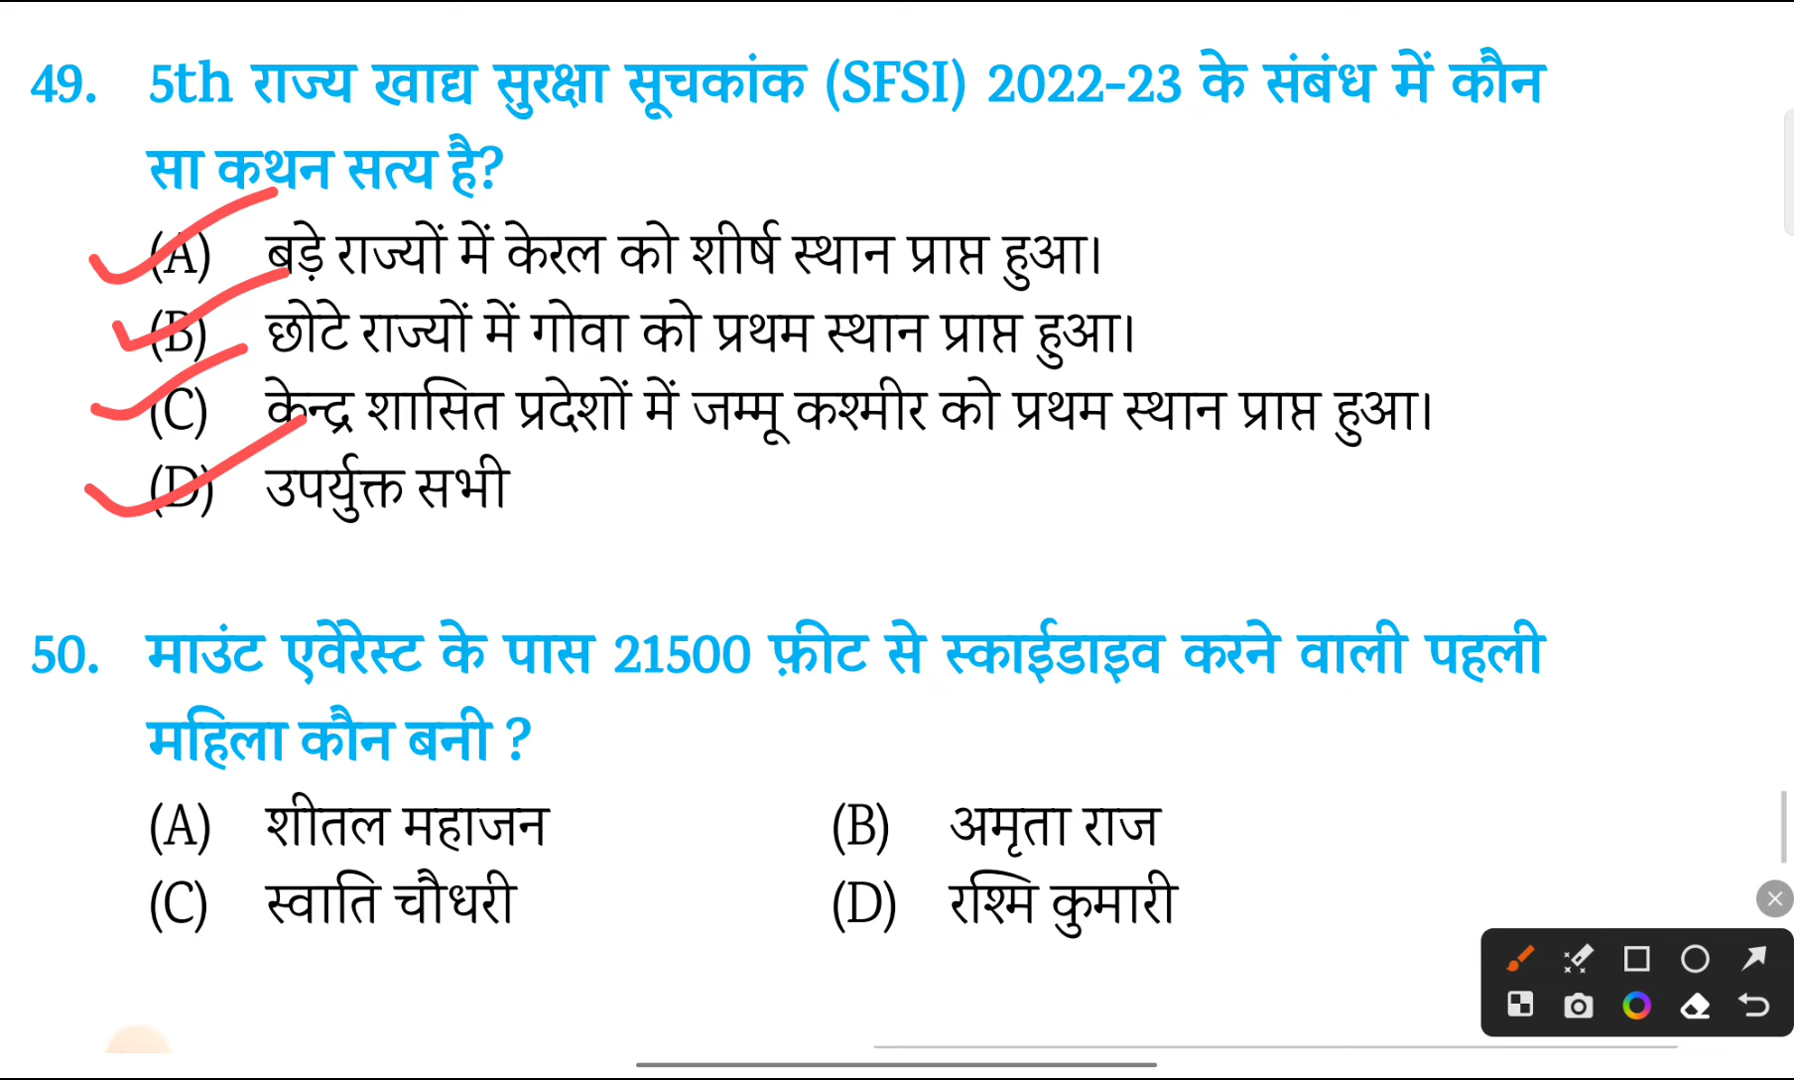 49. 5th राज्य खाद्य सुरक्षा सूचकांक (SFSI) 2022-23 के संबंध में कौन
सा कथन सत्य है?
(A) बड़े राज्यों में केरल को शीर्ष स्थान प्राप्त हुआ।
(B) छोटे राज्यों में गोवा को प्रथम स्थान प्राप्त हुआ।
(C) केन्द्र शासित प्रदेशों में जम्मू कश्मीर को प्रथम स्थान प्राप्त हुआ।
(D) उपर्युक्त सभी
50. माउंट एवेरेस्ट के पास 21500 फ़ीट से स्काईडाइव करने वाली पहली
महिला कौन बनी ?
(A) शीतल महाजन (B) अमृता राज
(C) स्वाति चौधरी (D) रश्मि कुमारी